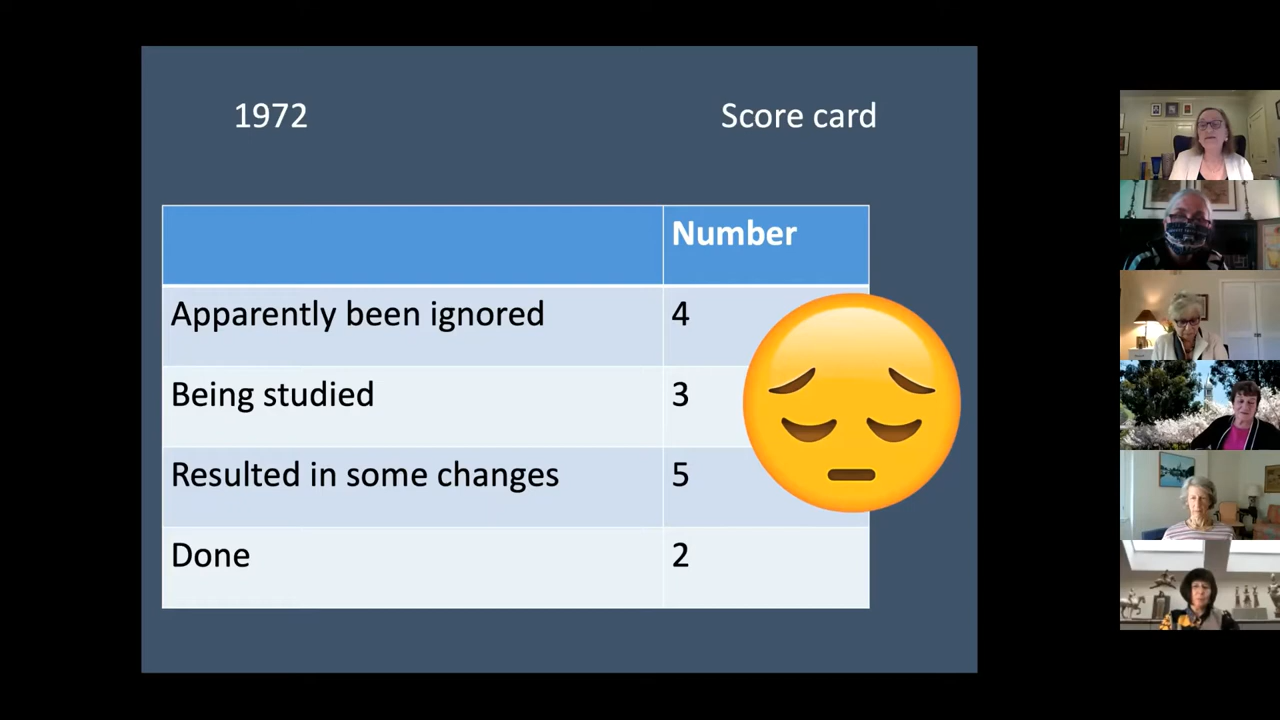 1972
Score card
Number
Apparently been ignored 4
Being studied 3
Resulted in some changes 5
Done 2